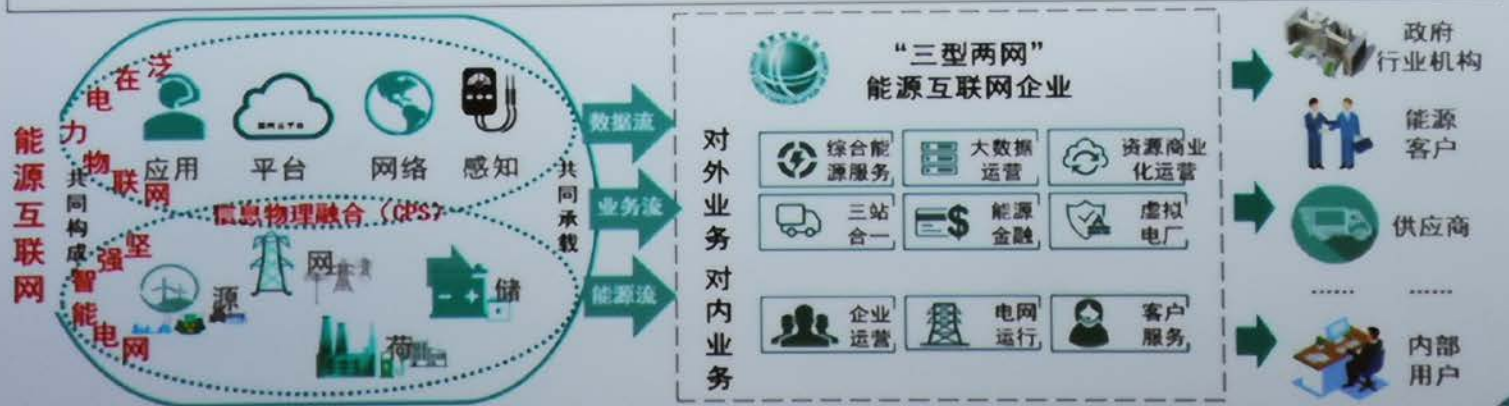 能源互联网
共同构成
泛在电力物联网
应用
平台
网络
感知
信息物理融合（CPS）
坚强智能电网
源
网
荷
储
共同承载
数据流
业务流
能源流
“三型两网”
能源互联网企业
对外业务
综合能
源服务
大数据
运营
资源商业
化运营
三站
合一
能源
金融
虚拟
电厂
对内业务
企业
运营
电网
运行
客户
服务
政府
行业机构
能源
客户
供应商
......
......
内部
用户